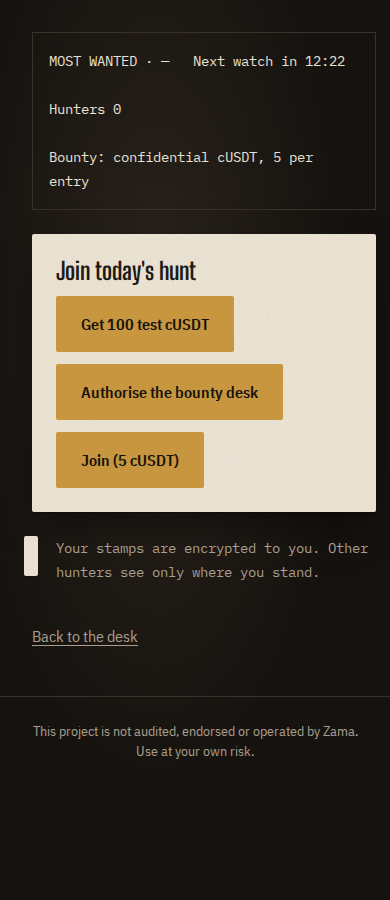 MOST WANTED · —   Next watch in 12:22
Hunters 0
Bounty: confidential cUSDT, 5 per
entry
Join today's hunt
Get 100 test cUSDT
Authorise the bounty desk
Join (5 cUSDT)
Your stamps are encrypted to you. Other
hunters see only where you stand.
Back to the desk
This project is not audited, endorsed or operated by Zama.
Use at your own risk.